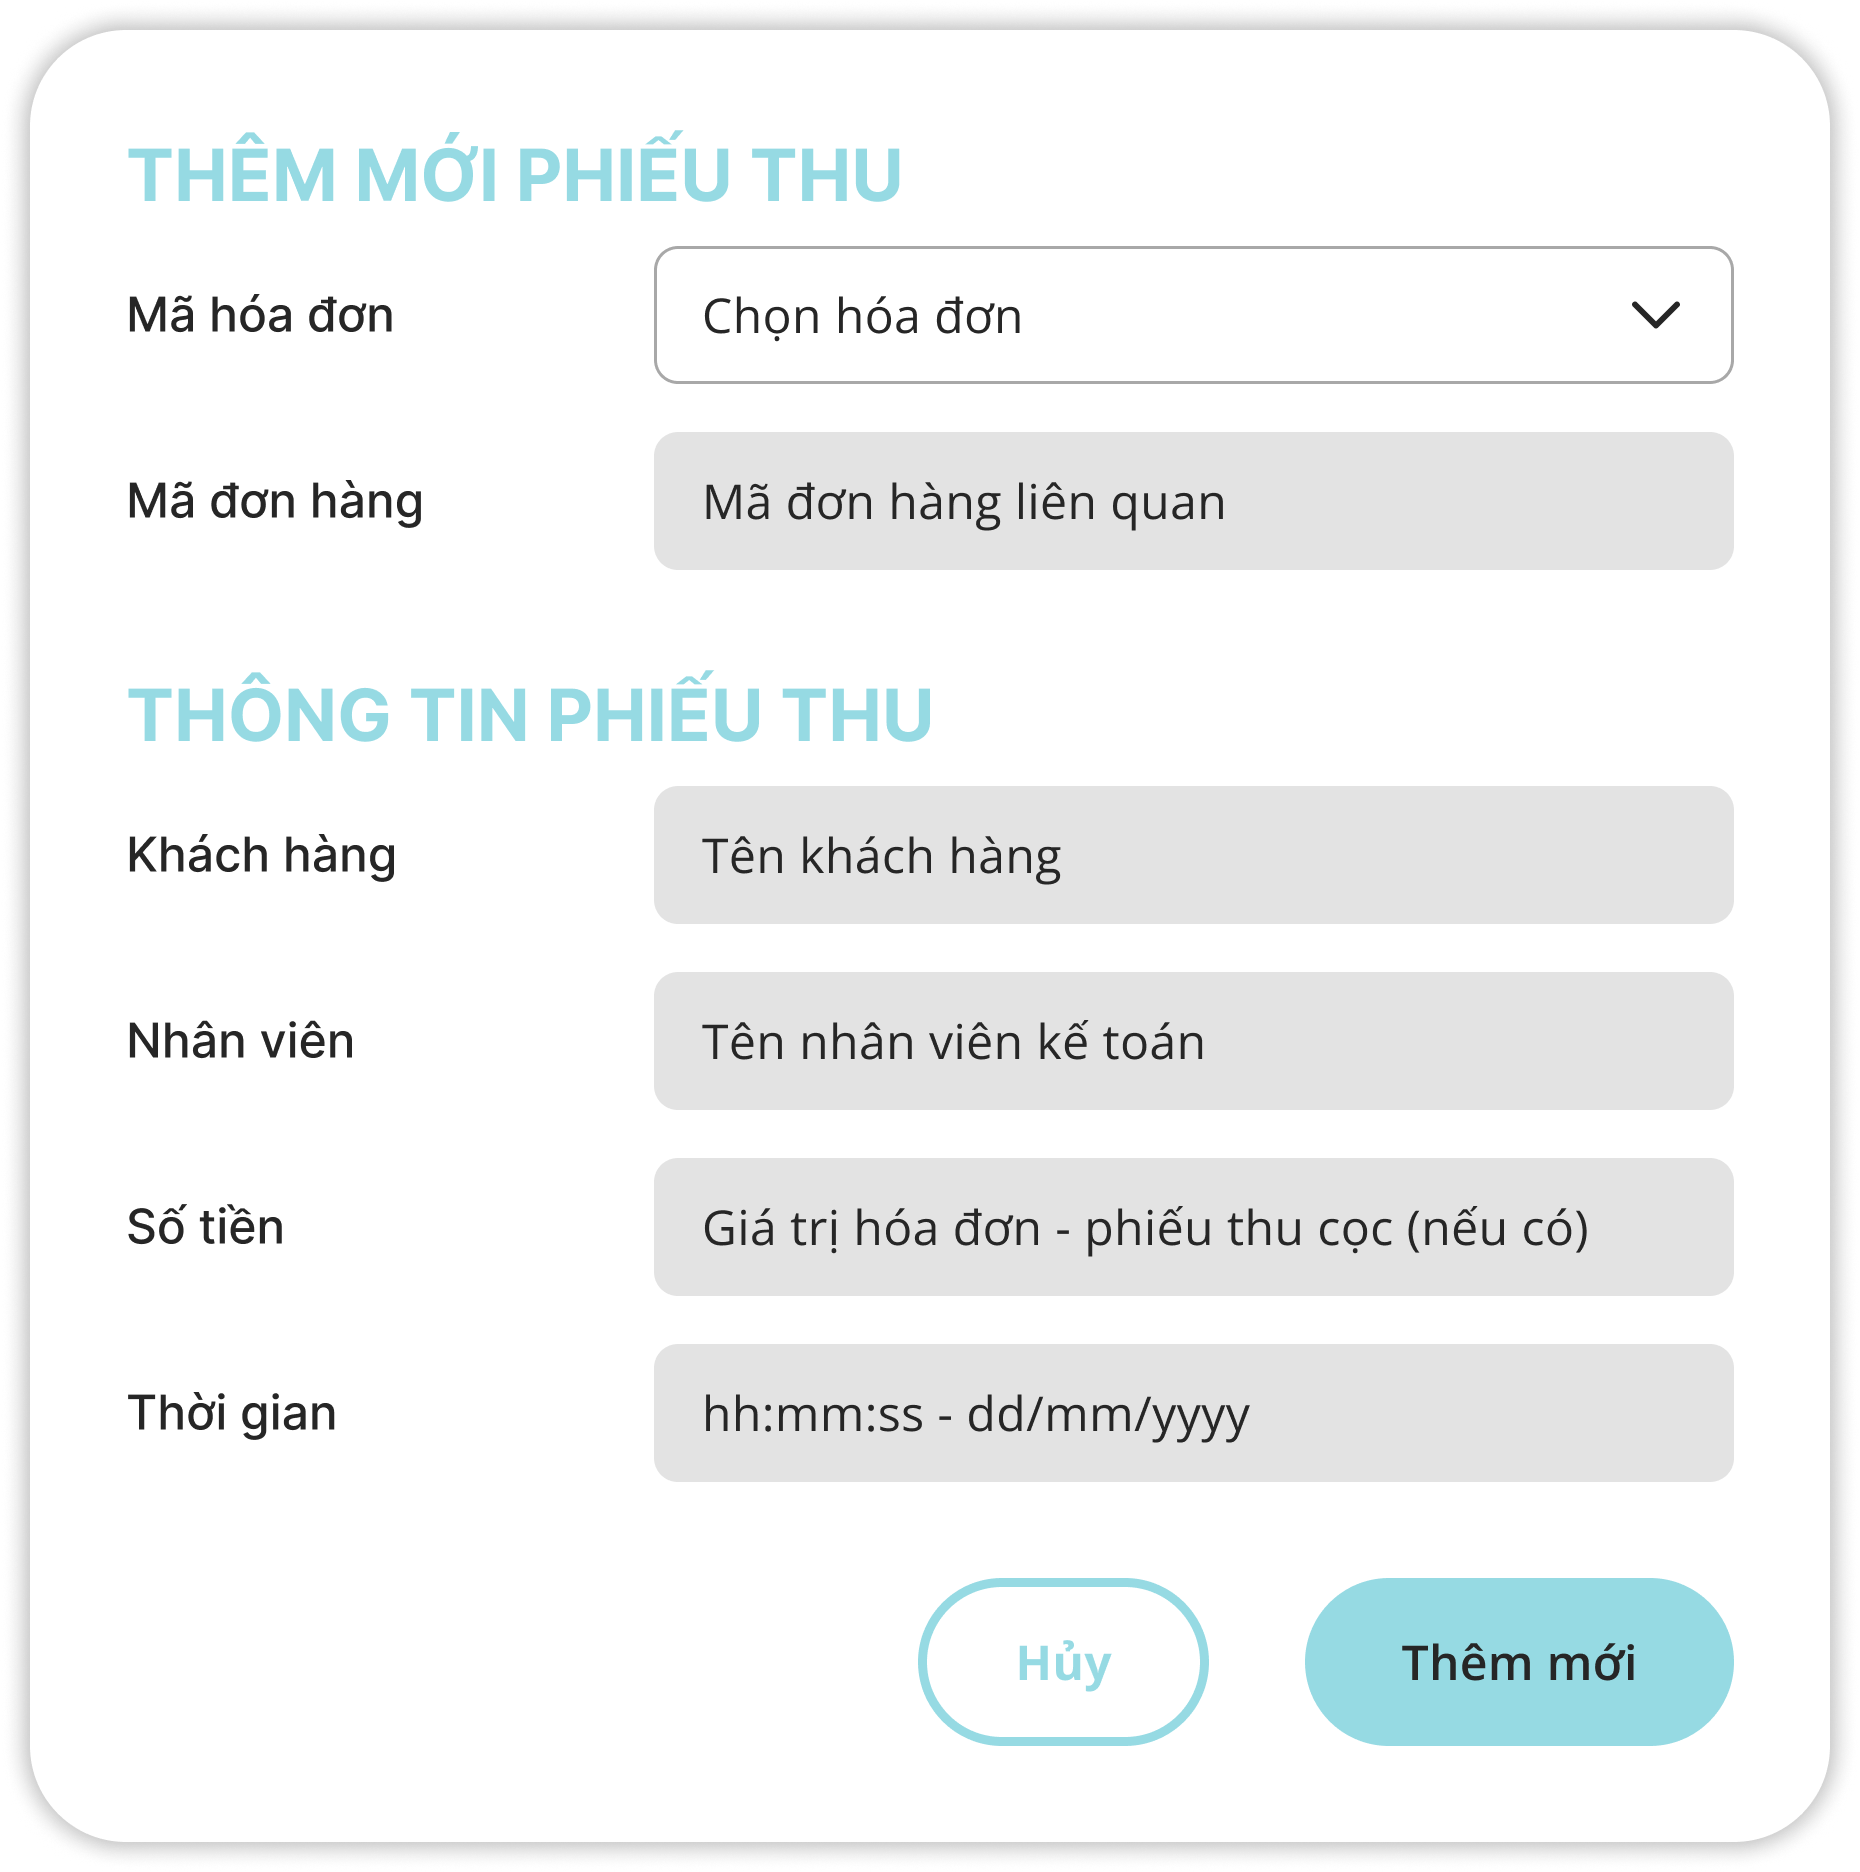 THÊM MỚI PHIẾU THU
Mã hóa đơn
Chọn hóa đơn
Mã đơn hàng
Mã đơn hàng liên quan
THÔNG TIN PHIẾU THU
Khách hàng
Tên khách hàng
Nhân viên
Tên nhân viên kế toán
Số tiền
Giá trị hóa đơn - phiếu thu cọc (nếu có)
Thời gian
hh:mm:ss - dd/mm/yyyy
Hủy
Thêm mới